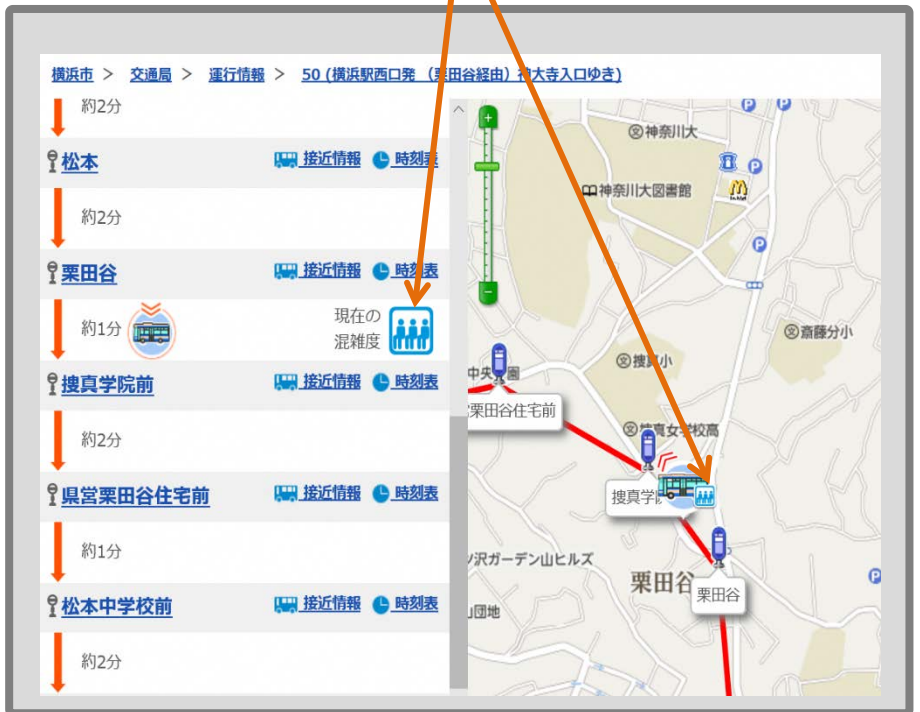 横浜市 > 交通局 > 運行情報 > 50 (横浜駅西口発 （栗田谷経由）神大寺入口ゆき)
約2分
松本 接近情報 時刻表
約2分
栗田谷 接近情報 時刻表
約1分 現在の
混雑度
捜真学院前 接近情報 時刻表
約2分
県営栗田谷住宅前 接近情報 時刻表
約1分
松本中学校前 接近情報 時刻表
約2分
P P
文神奈川大
P
神奈川大図書館
P
文斎藤分小
文捜真小
中央 園
栗田谷住宅前
文捜真女学校高
捜真学
沢ガーデン山ヒルズ
栗田谷
P
栗田谷
団地